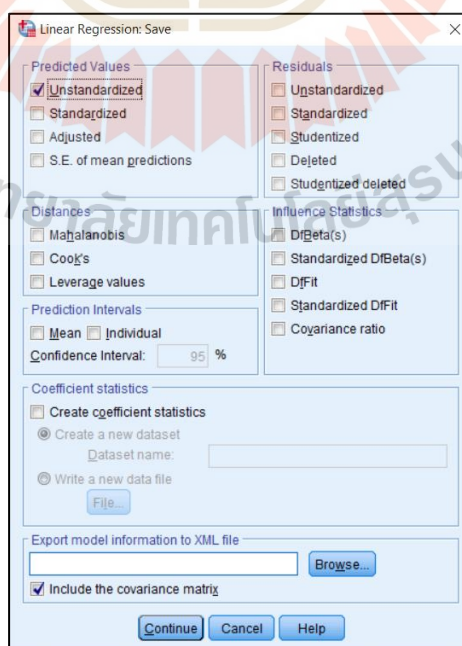 Linear Regression: Save
Predicted Values
Unstandardized
Standardized
Adjusted
S.E. of mean predictions
Residuals
Unstandardized
Standardized
Studentized
Deleted
Studentized deleted
Distances
Mahalanobis
Cook's
Leverage values
Influence Statistics
DfBeta(s)
Standardized DfBeta(s)
DfFit
Standardized DfFit
Covariance ratio
Prediction Intervals
Mean Individual
Confidence Interval: 95 %
Coefficient statistics
Create coefficient statistics
Create a new dataset
Dataset name:
Write a new data file
File...
Export model information to XML file
Browse...
Include the covariance matrix
Continue Cancel Help